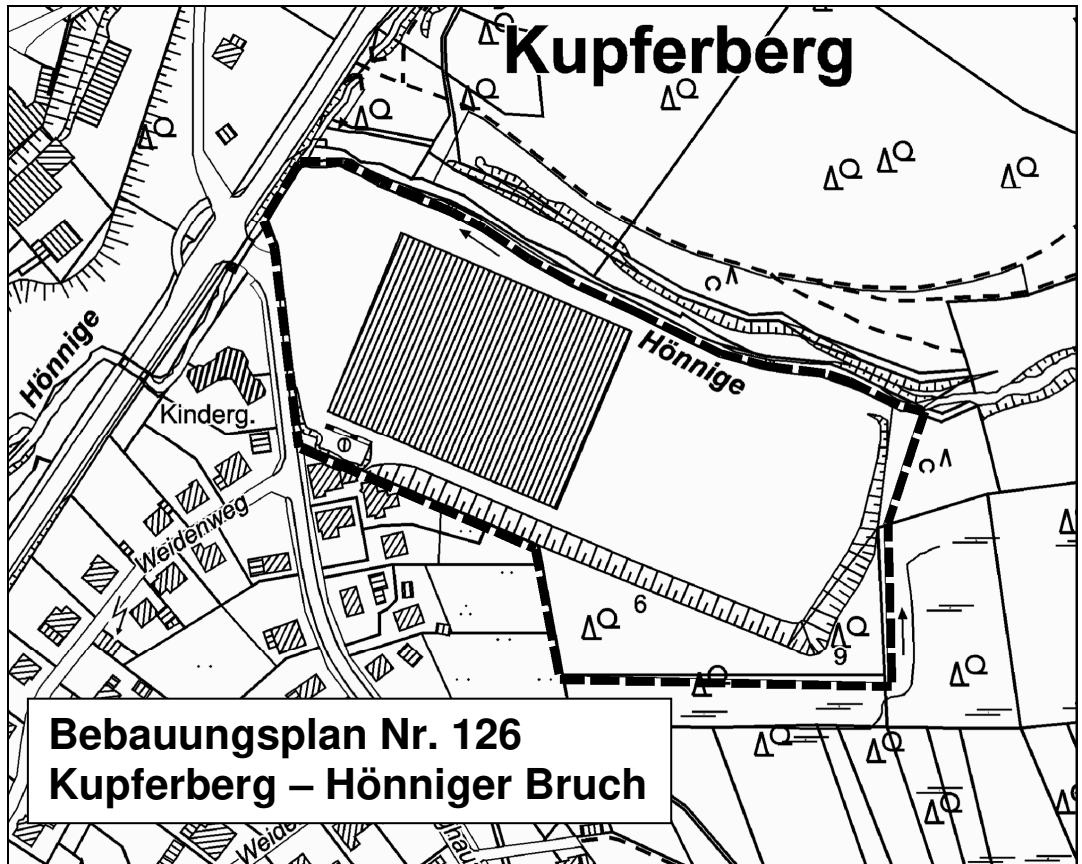 Kupferberg
Hönnige
Hönnige
Kinderg.
Weidenweg
6
9
Bebauungsplan Nr. 126
Kupferberg – Hönniger Bruch